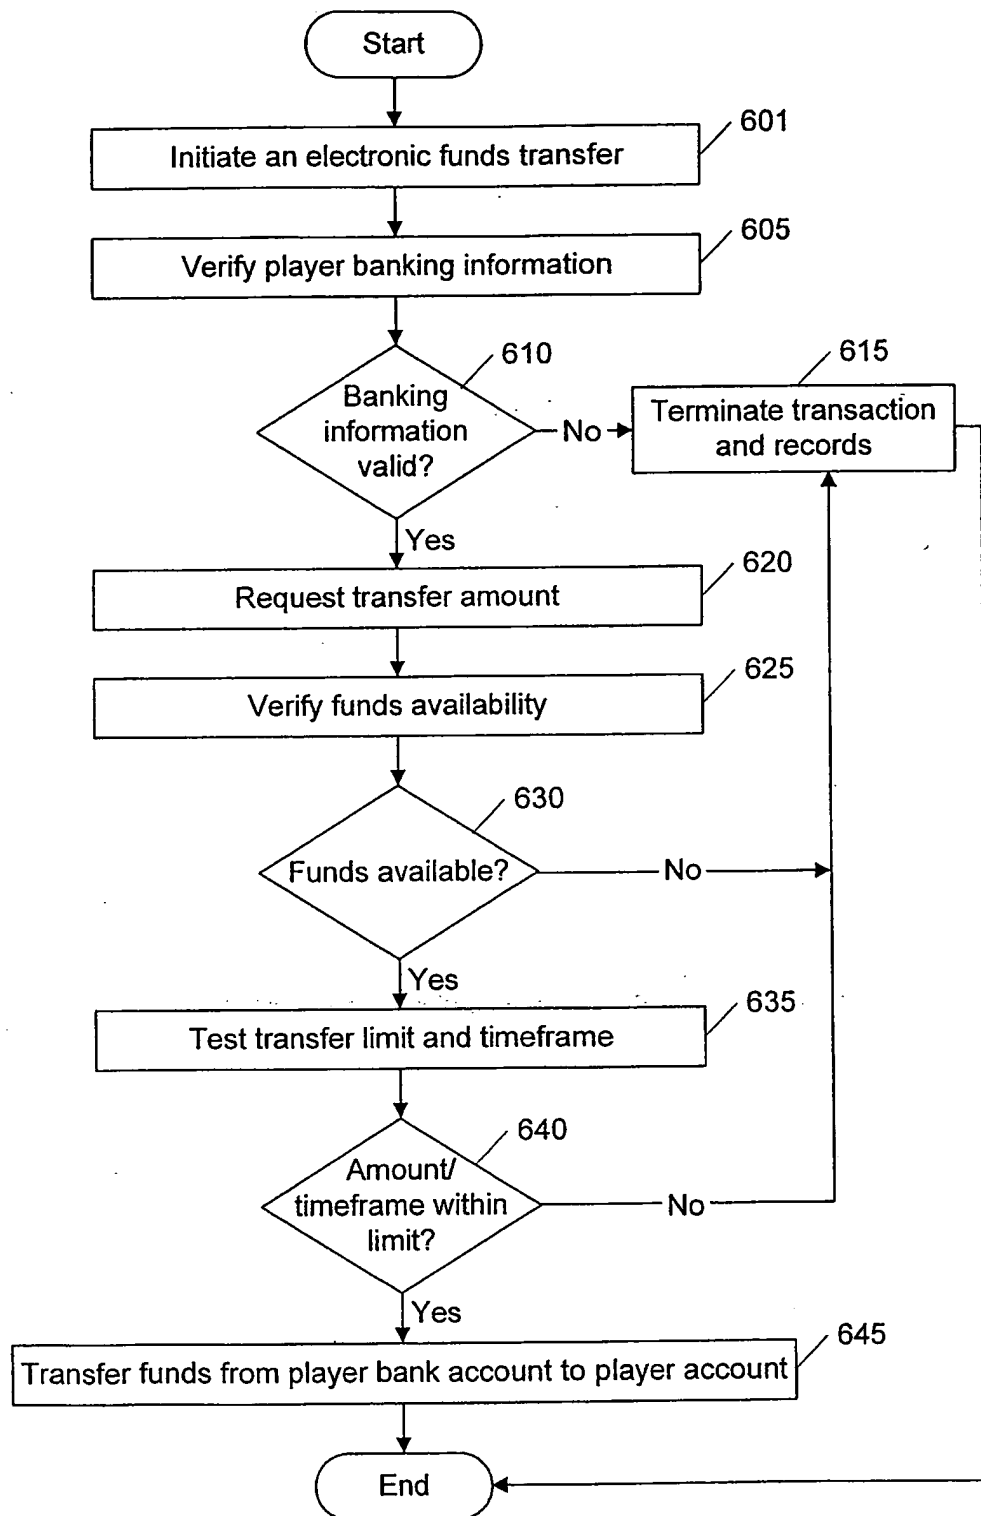 Start
601
Initiate an electronic funds transfer
605
Verify player banking information
610
Banking
information
valid?
No
615
Terminate transaction
and records
Yes
620
Request transfer amount
625
Verify funds availability
630
Funds available?
No
Yes
635
Test transfer limit and timeframe
640
Amount/
timeframe within
limit?
No
Yes
645
Transfer funds from player bank account to player account
End